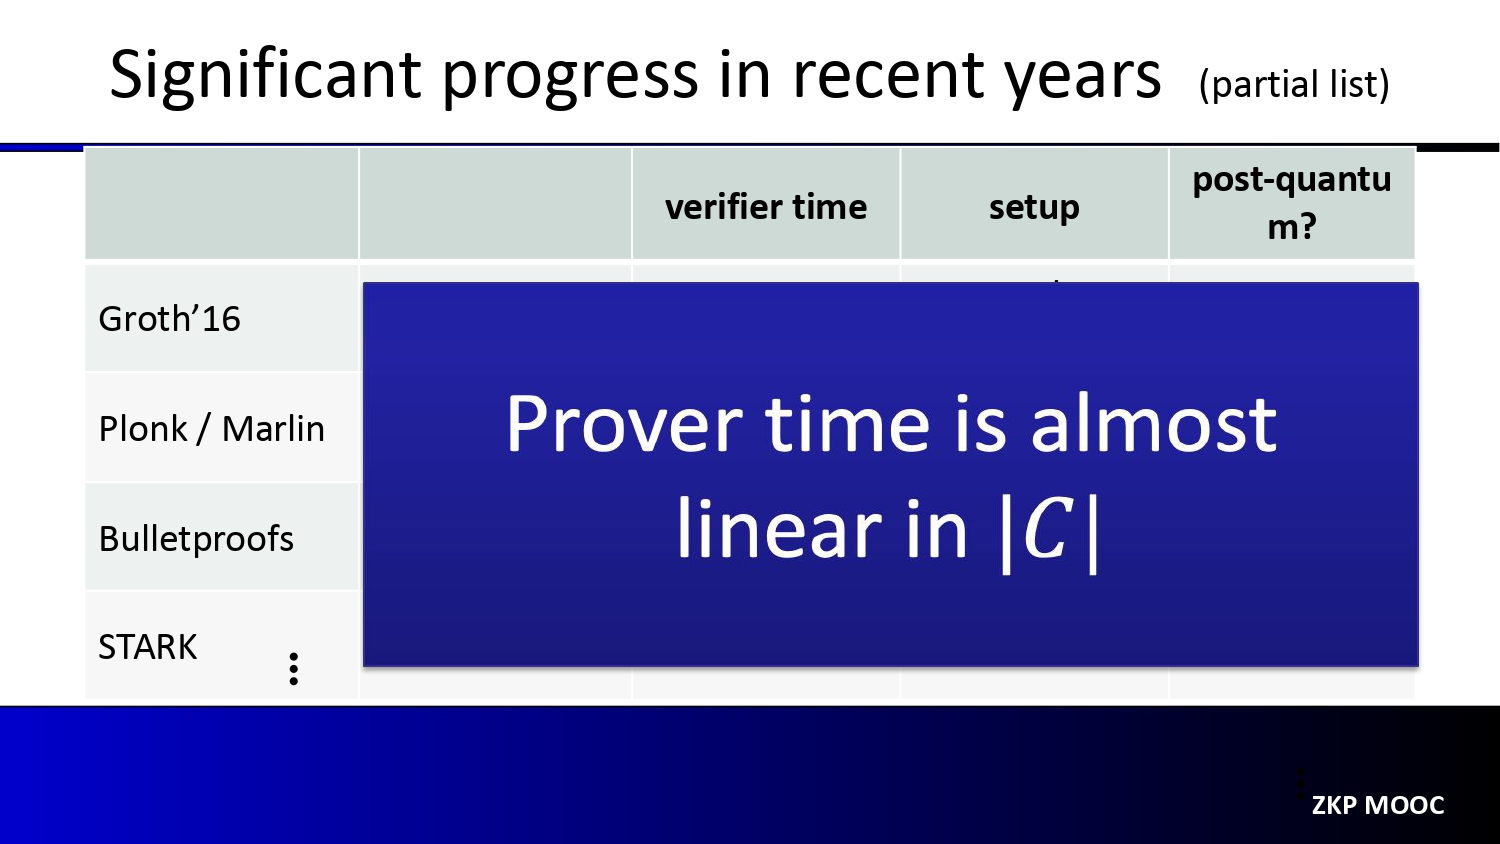 Significant progress in recent years (partial list)
verifier time
setup
post-quantu
m?
Groth’16
Plonk / Marlin
Bulletproofs
STARK
⋮
Prover time is almost
linear in |C|
ZKP MOOC